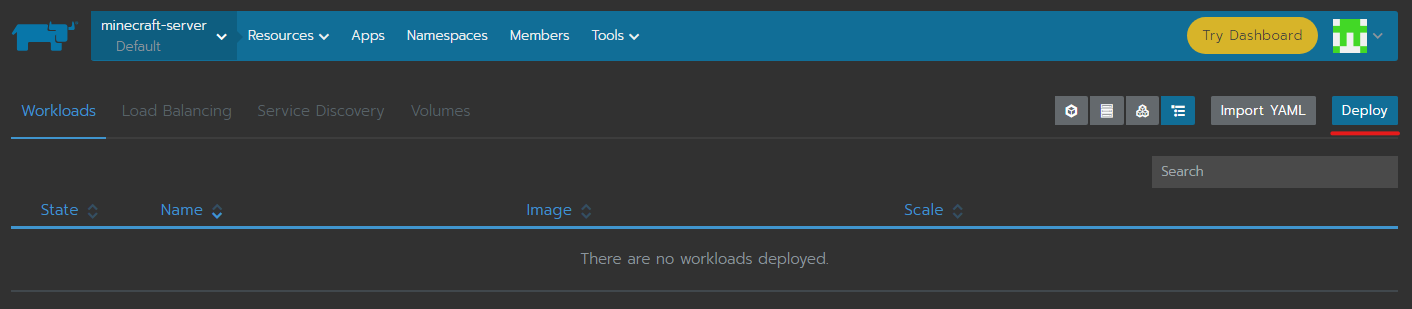 minecraft-server
Default
Resources Apps Namespaces Members Tools
Try Dashboard
Workloads Load Balancing Service Discovery Volumes
Import YAML
Deploy
Search
State Name Image Scale
There are no workloads deployed.